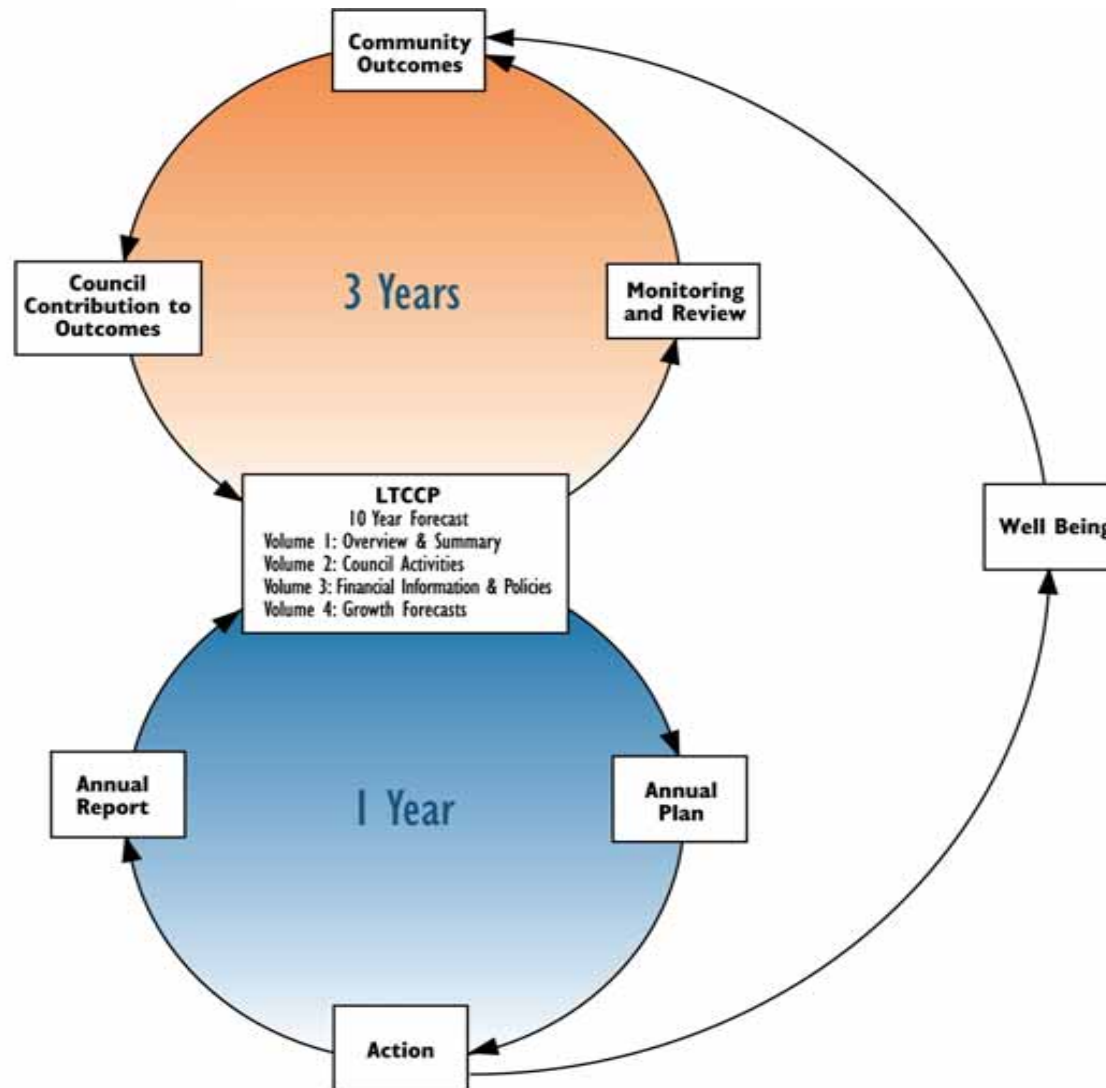 Community
Outcomes
Council
Contribution to
Outcomes
3 Years
Monitoring
and Review
LTCCP
10 Year Forecast
Volume 1: Overview & Summary
Volume 2: Council Activities
Volume 3: Financial Information & Policies
Volume 4: Growth Forecasts
Well Being
Annual
Report
1 Year
Annual
Plan
Action